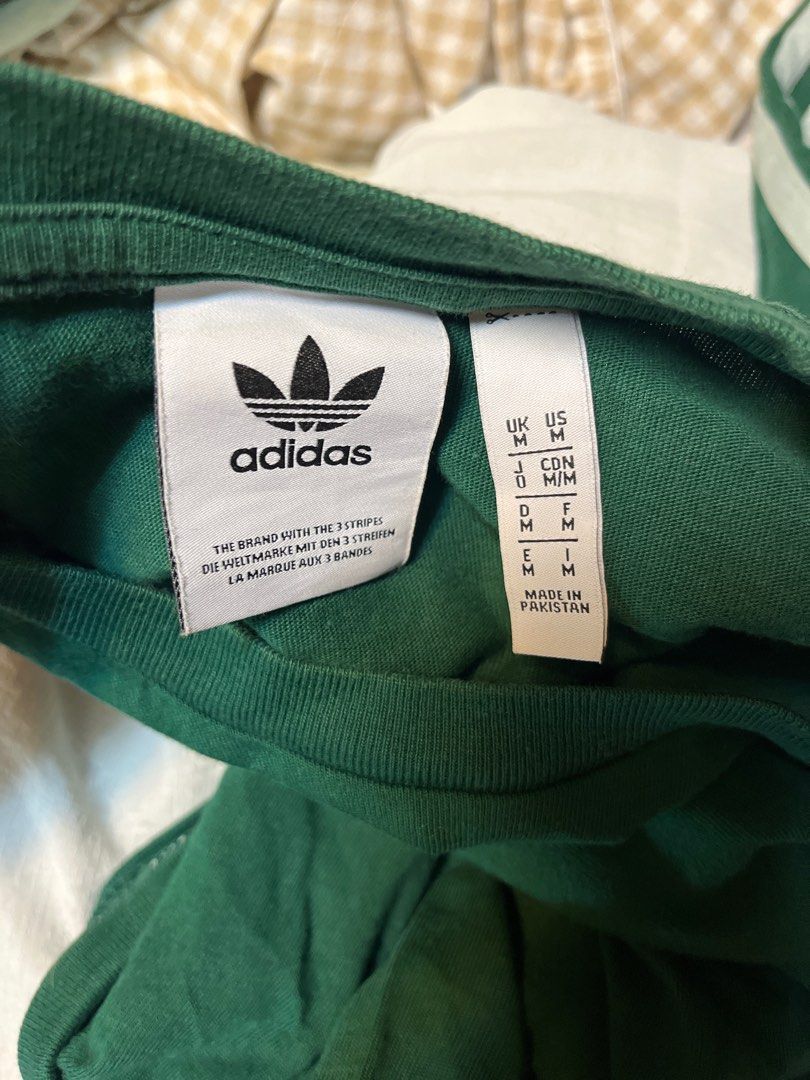 adidas
THE BRAND WITH THE 3 STRIPES
DIE WELTMARKE MIT DEN 3 STREIFEN
LA MARQUE AUX 3 BANDES
UK US
M M
J CDN
O M/M
D F
M M
E I
M M
MADE IN
PAKISTAN